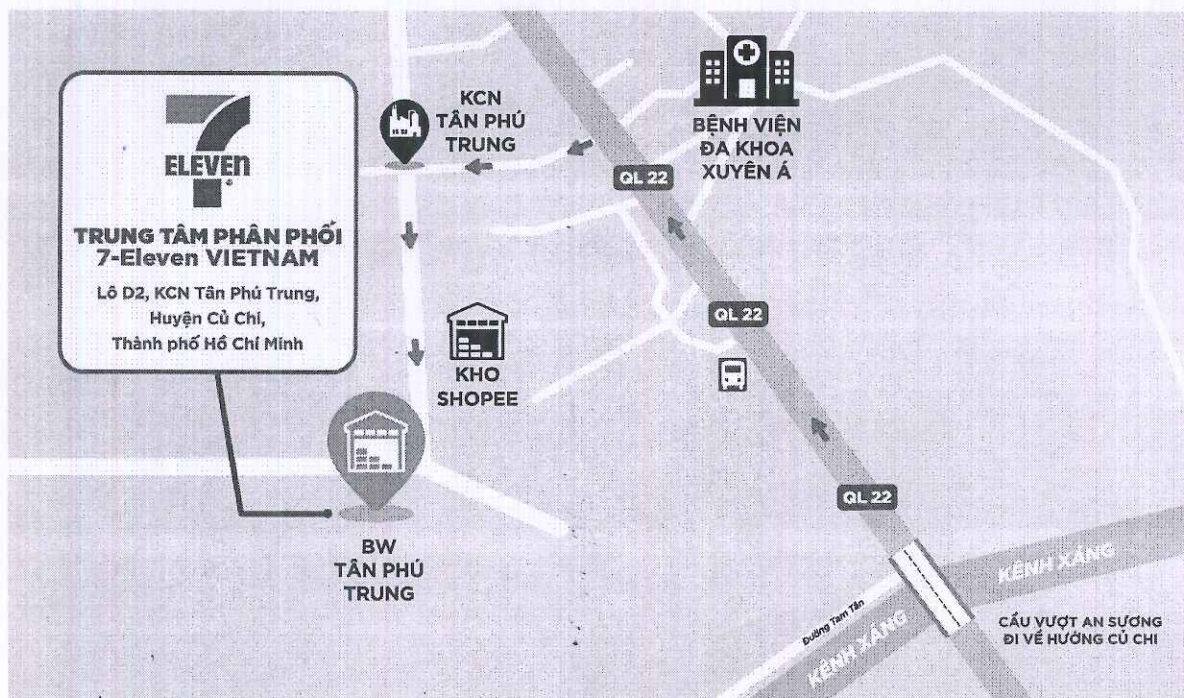 7
ELEVEn
TRUNG TÂM PHÂN PHỐI
7-Eleven VIETNAM
Lô D2, KCN Tân Phú Trung,
Huyện Củ Chi,
Thành phố Hồ Chí Minh
KCN
TÂN PHÚ
TRUNG
BỆNH VIỆN
ĐA KHOA
XUYÊN Á
QL 22
QL 22
KHO
SHOPEE
QL 22
BW
TÂN PHÚ
TRUNG
KÊNH XÁNG
Đường Tam Tân
KÊNH XÁNG
CẦU VƯỢT AN SƯƠNG
ĐI VỀ HƯỚNG CỦ CHI